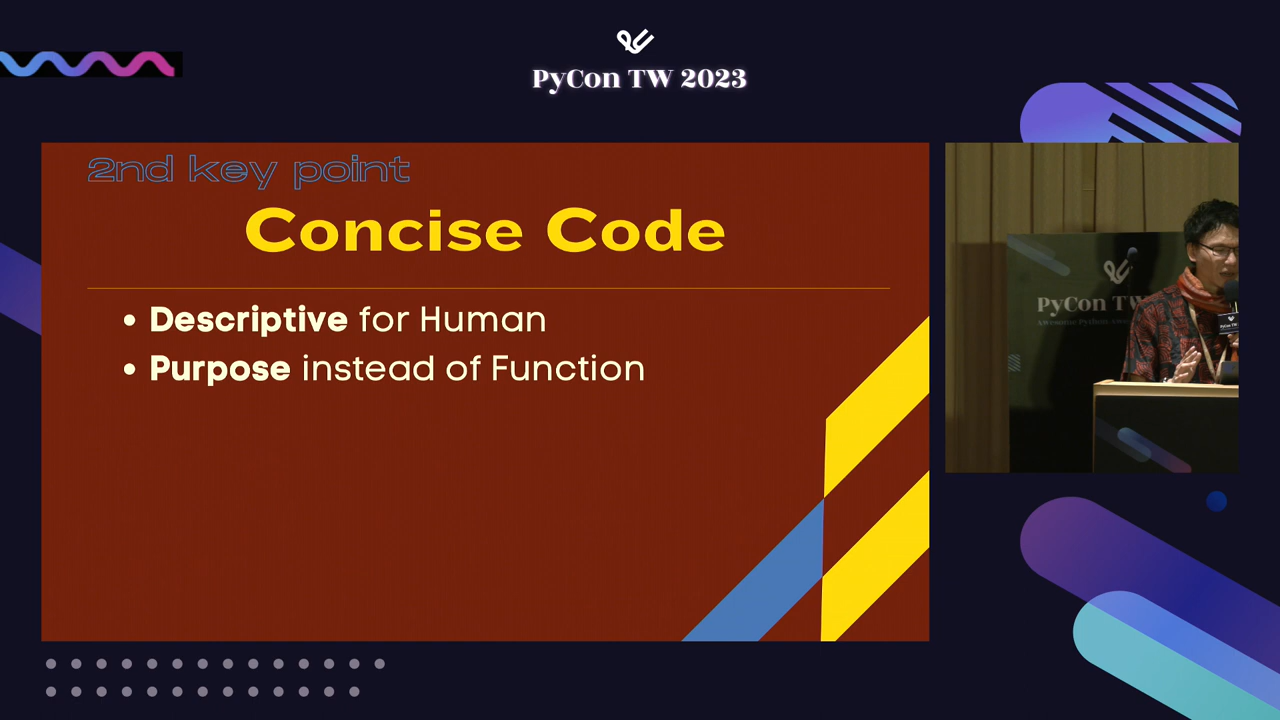 PyCon TW 2023
2nd key point
Concise Code
• Descriptive for Human
• Purpose instead of Function
PyCon TW